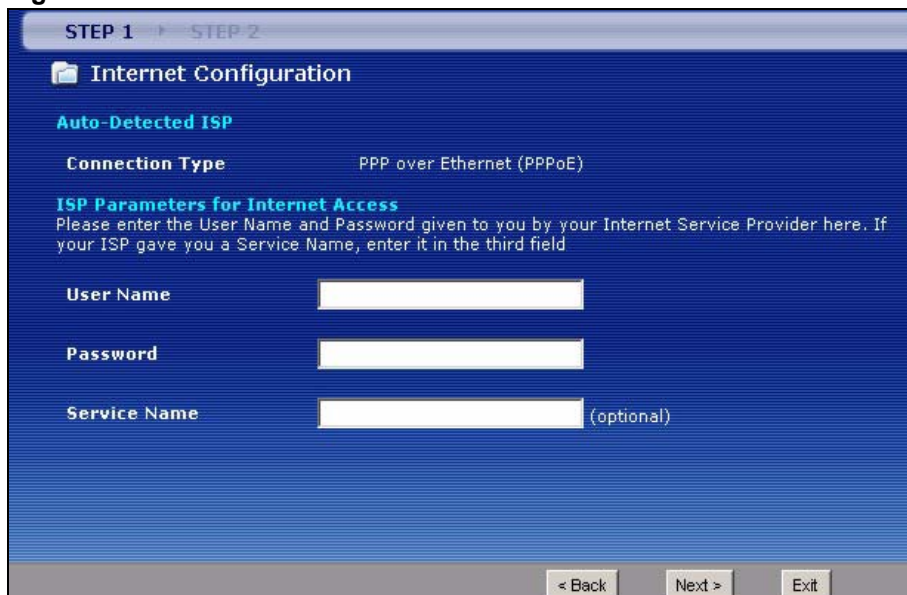 STEP 1 STEP 2
Internet Configuration
Auto-Detected ISP
Connection Type PPP over Ethernet (PPPoE)
ISP Parameters for Internet Access
Please enter the User Name and Password given to you by your Internet Service Provider here. If
your ISP gave you a Service Name, enter it in the third field
User Name
Password
Service Name (optional)
< Back Next > Exit